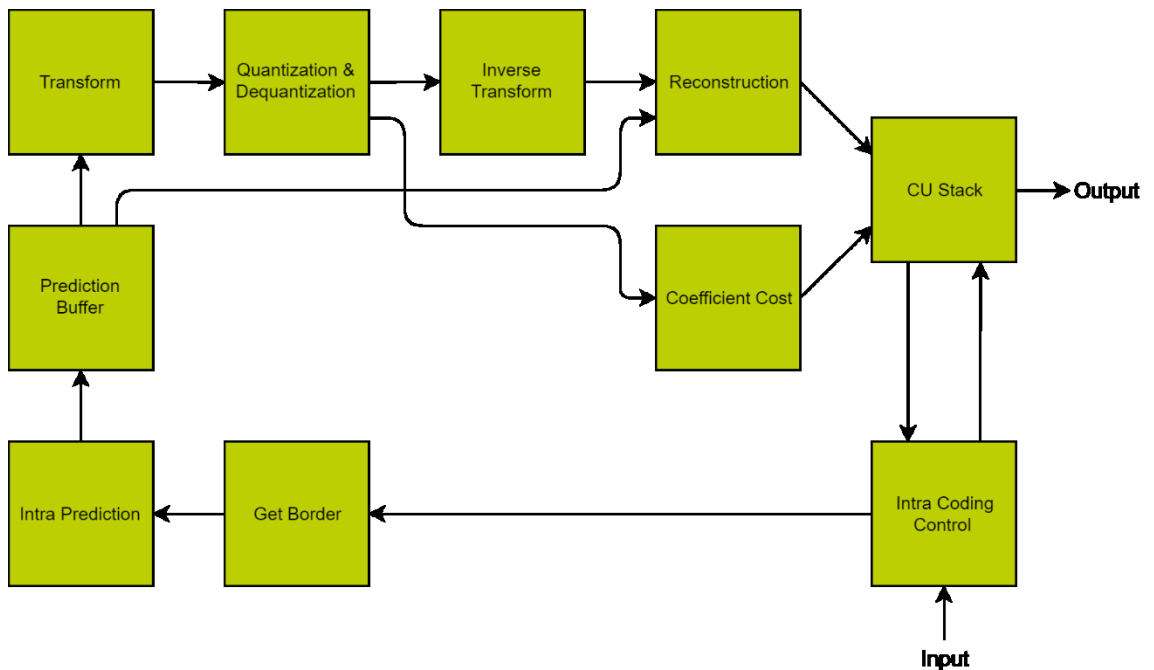 Transform
Quantization &
Dequantization
Inverse
Transform
Reconstruction
CU Stack
Output
Prediction
Buffer
Coefficient Cost
Intra Prediction
Get Border
Intra Coding
Control
Input